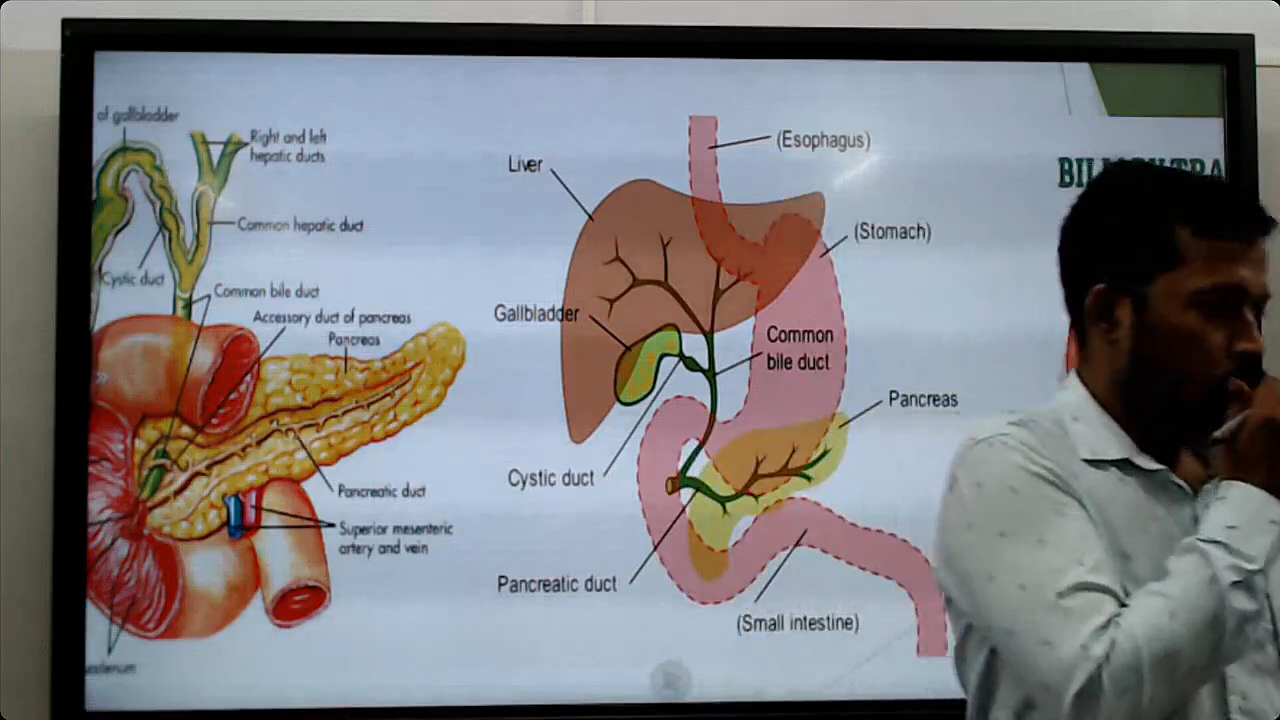 of gallbladder
Right and left
hepatic ducts
Common hepatic duct
Cystic duct
Common bile duct
Accessory duct of pancreas
Pancreas
Pancreatic duct
Superior mesenteric
artery and vein
(Esophagus)
Liver
(Stomach)
Gallbladder
Common
bile duct
Pancreas
Cystic duct
Pancreatic duct
(Small intestine)